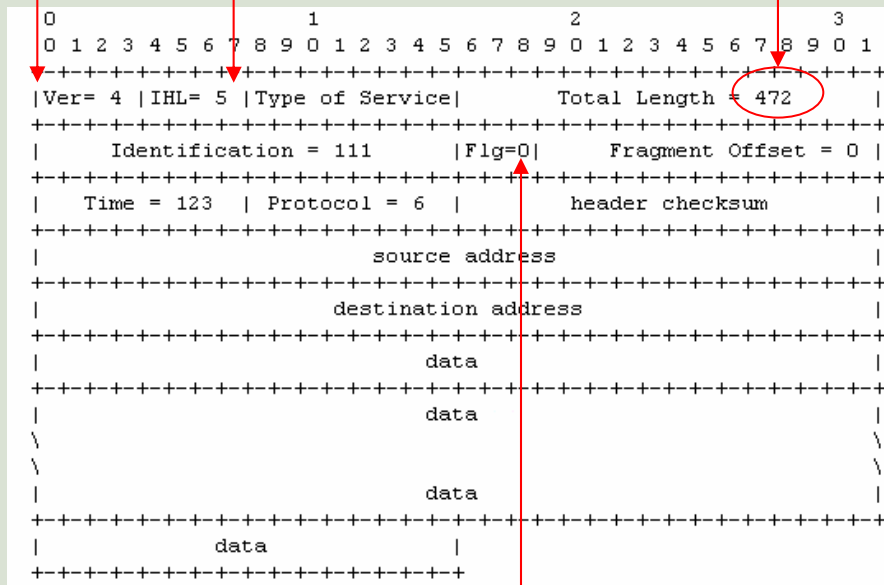 0                   1                   2                   3
0 1 2 3 4 5 6 7 8 9 0 1 2 3 4 5 6 7 8 9 0 1 2 3 4 5 6 7 8 9 0 1
+-+-+-+-+-+-+-+-+-+-+-+-+-+-+-+-+-+-+-+-+-+-+-+-+-+-+-+-+-+-+-+-+
|Ver= 4 |IHL= 5 |Type of Service|        Total Length = 472      |
+-+-+-+-+-+-+-+-+-+-+-+-+-+-+-+-+-+-+-+-+-+-+-+-+-+-+-+-+-+-+-+-+
|     Identification = 111      |Flg=0|     Fragment Offset = 0 |
+-+-+-+-+-+-+-+-+-+-+-+-+-+-+-+-+-+-+-+-+-+-+-+-+-+-+-+-+-+-+-+-+
|   Time = 123  | Protocol = 6  |        header checksum        |
+-+-+-+-+-+-+-+-+-+-+-+-+-+-+-+-+-+-+-+-+-+-+-+-+-+-+-+-+-+-+-+-+
|                         source address                        |
+-+-+-+-+-+-+-+-+-+-+-+-+-+-+-+-+-+-+-+-+-+-+-+-+-+-+-+-+-+-+-+-+
|                      destination address                      |
+-+-+-+-+-+-+-+-+-+-+-+-+-+-+-+-+-+-+-+-+-+-+-+-+-+-+-+-+-+-+-+-+
|                             data                              |
+-+-+-+-+-+-+-+-+-+-+-+-+-+-+-+-+-+-+-+-+-+-+-+-+-+-+-+-+-+-+-+-+
|                             data                              |
\                                                               \
\                                                               \
|                             data                              |
+-+-+-+-+-+-+-+-+-+-+-+-+-+-+-+-+-+-+-+-+-+-+-+-+-+-+-+-+-+-+-+-+
|             data              |
+-+-+-+-+-+-+-+-+-+-+-+-+-+-+-+-+